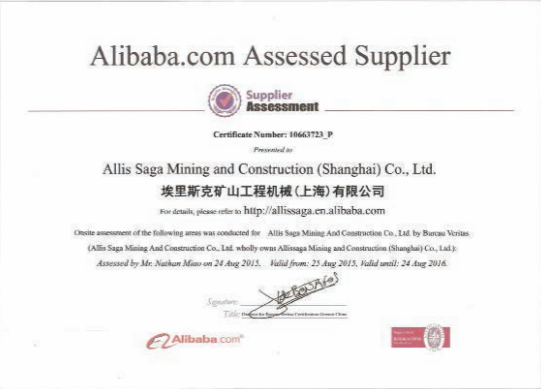 Alibaba.com Assessed Supplier
Supplier
Assessment
Certificate Number: 10663723_P
Presented to
Allis Saga Mining and Construction (Shanghai) Co., Ltd.
埃里斯克矿山工程机械(上海)有限公司
For details, please refer to http://allissaga.en.alibaba.com
Onsite assessment of the following areas was conducted for Allis Saga Mining And Construction Co., Ltd. by Bureau Veritas
(Allis Saga Mining And Construction Co., Ltd. wholly owns Allissaga Mining and Construction (Shanghai) Co., Ltd.):
Assessed by Mr. Nathan Miao on 24 Aug 2015. Valid from: 25 Aug 2015, Valid until: 24 Aug 2016.
Signature:
Title:
Alibaba.com